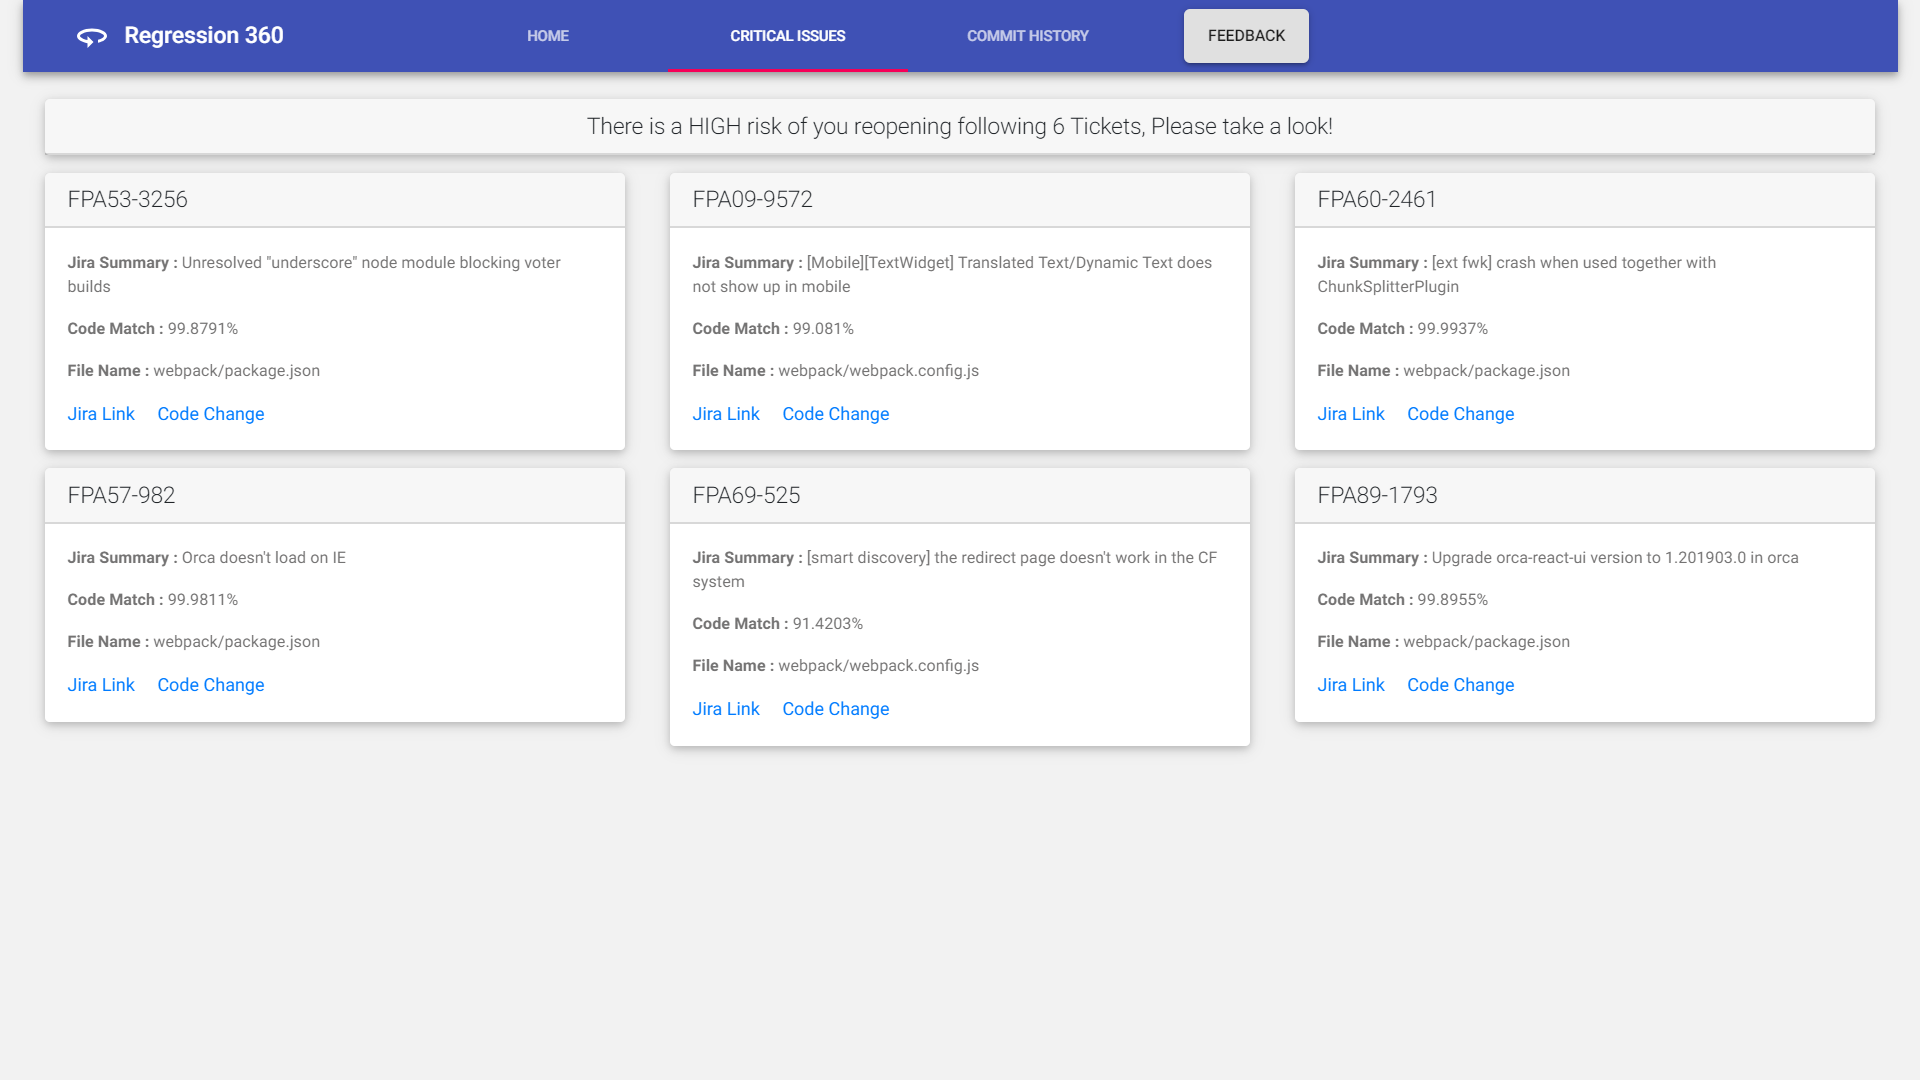 Regression 360
HOME
CRITICAL ISSUES
COMMIT HISTORY
FEEDBACK
There is a HIGH risk of you reopening following 6 Tickets, Please take a look!
FPA53-3256
Jira Summary : Unresolved "underscore" node module blocking voter
builds
Code Match : 99.8791%
File Name : webpack/package.json
Jira Link Code Change
FPA09-9572
Jira Summary : [Mobile][TextWidget] Translated Text/Dynamic Text does
not show up in mobile
Code Match : 99.081%
File Name : webpack/webpack.config.js
Jira Link Code Change
FPA60-2461
Jira Summary : [ext fwk] crash when used together with
ChunkSplitterPlugin
Code Match : 99.9937%
File Name : webpack/package.json
Jira Link Code Change
FPA57-982
Jira Summary : Orca doesn't load on IE
Code Match : 99.9811%
File Name : webpack/package.json
Jira Link Code Change
FPA69-525
Jira Summary : [smart discovery] the redirect page doesn't work in the CF
system
Code Match : 91.4203%
File Name : webpack/webpack.config.js
Jira Link Code Change
FPA89-1793
Jira Summary : Upgrade orca-react-ui version to 1.201903.0 in orca
Code Match : 99.8955%
File Name : webpack/package.json
Jira Link Code Change